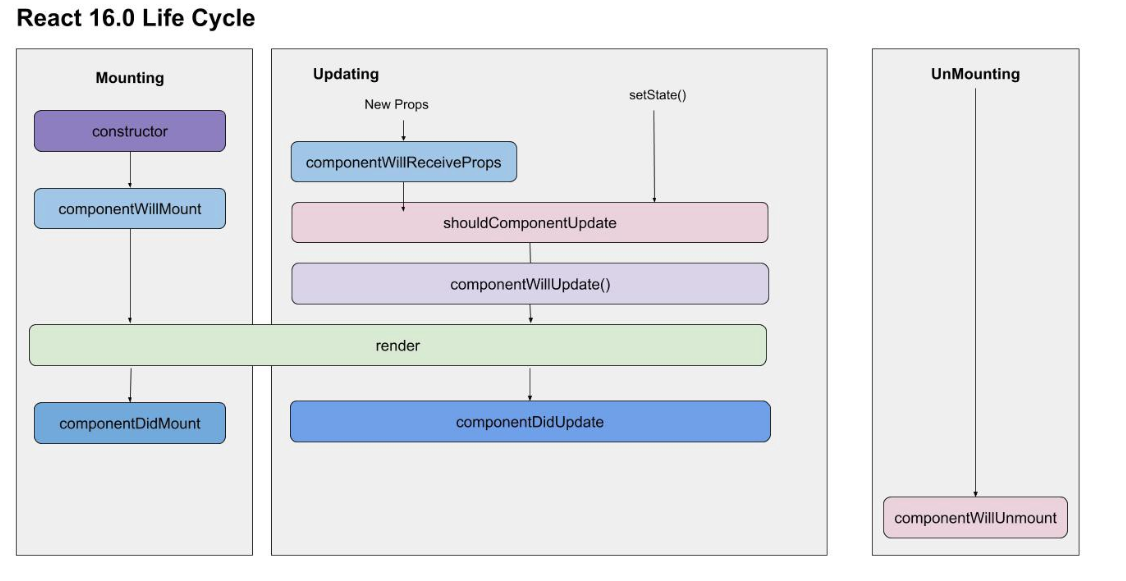 React 16.0 Life Cycle
Mounting
constructor
componentWillMount
Updating
New Props
setState()
componentWillReceiveProps
shouldComponentUpdate
componentWillUpdate()
render
componentDidMount
componentDidUpdate
UnMounting
componentWillUnmount